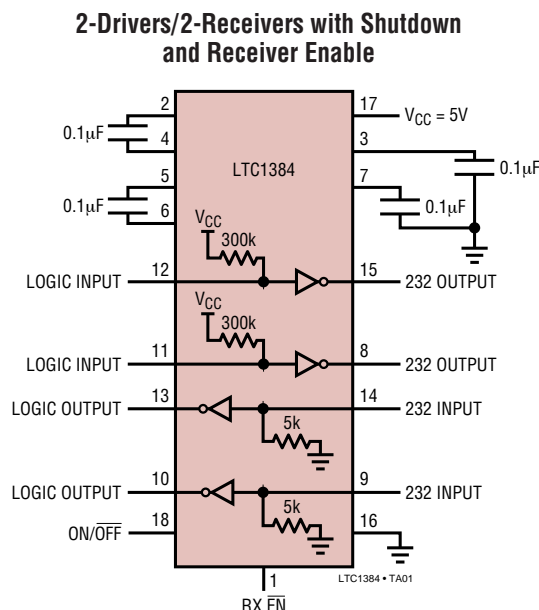 2-Drivers/2-Receivers with Shutdown
and Receiver Enable
2
17
VCC = 5V
0.1μF
4
3
LTC1384
0.1μF
5
7
0.1μF
6
0.1μF
VCC
300k
LOGIC INPUT
12
15
232 OUTPUT
VCC
300k
LOGIC INPUT
11
8
232 OUTPUT
LOGIC OUTPUT
13
14
232 INPUT
5k
LOGIC OUTPUT
10
9
232 INPUT
5k
ON/OFF
18
16
1
LTC1384 • TA01
RX EN